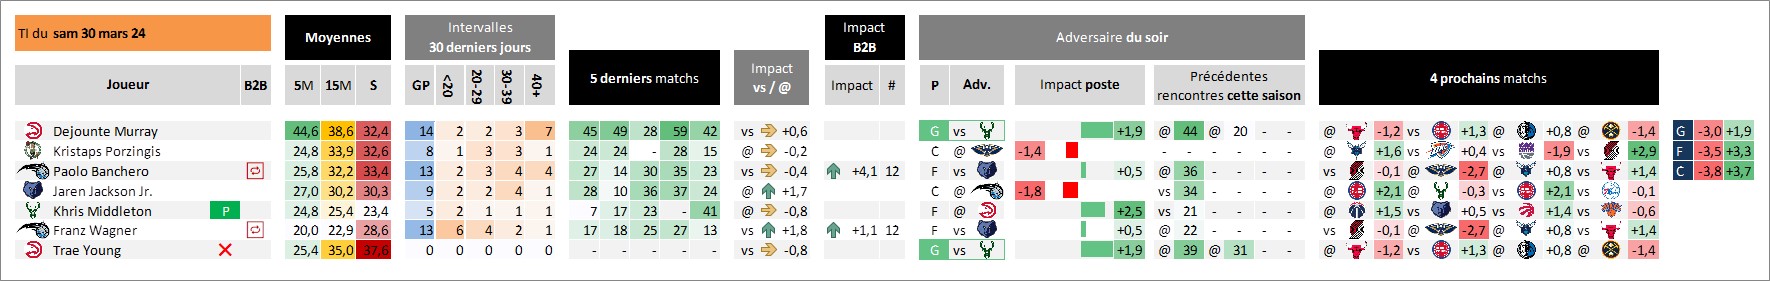 TI du sam 30 mars 24
Moyennes
Intervalles
30 derniers jours
5 derniers matchs
Impact
vs / @
Impact
B2B
Adversaire du soir
4 prochains matchs
Joueur B2B 5M 15M S GP <20 20-29 30-39 40+ Impact # P Adv. Impact poste Précédentes
rencontres cette saison
Dejounte Murray 44,6 38,6 32,4 14 2 2 3 7 45 49 28 59 42 vs +0,6 G vs +1,9 @ 44 @ 20 - - @ -1,2 vs +1,3 @ +0,8 @ -1,4 G -3,0 +1,9
Kristaps Porzingis 24,8 33,9 32,6 8 1 3 3 1 24 24 - 28 15 @ -0,2 C @ -1,4 - - - - @ +1,6 @ +0,4 @ -1,9 vs +2,9 F -3,5 +3,3
Paolo Banchero 25,8 32,2 33,4 13 2 3 4 4 27 14 30 35 23 vs -0,4 +4,1 12 F vs +0,5 @ 36 - - - - vs -0,1 @ -2,7 @ +0,8 vs +1,4 C -3,8 +3,7
Jaren Jackson Jr. 27,0 30,2 30,3 9 2 2 4 1 28 10 36 37 24 @ +1,7 C @ -1,8 vs 34 - - - - @ +2,1 @ -0,3 @ +2,1 vs -0,1
Khris Middleton P 24,8 25,4 23,4 5 2 1 1 1 7 17 23 - 41 @ -0,8 F @ +2,5 vs 21 - - - - @ +1,5 vs +0,5 vs +1,4 vs -0,6
Franz Wagner 20,0 22,9 28,6 13 6 4 2 1 17 18 25 27 13 vs +1,8 +1,1 12 F vs +0,5 @ 22 - - - - vs -0,1 @ -2,7 @ +0,8 vs +1,4
Trae Young 25,4 35,0 37,6 0 0 0 0 0 - - - - - vs -0,8 G vs +1,9 @ 39 @ 31 - - @ -1,2 vs +1,3 @ +0,8 @ -1,4